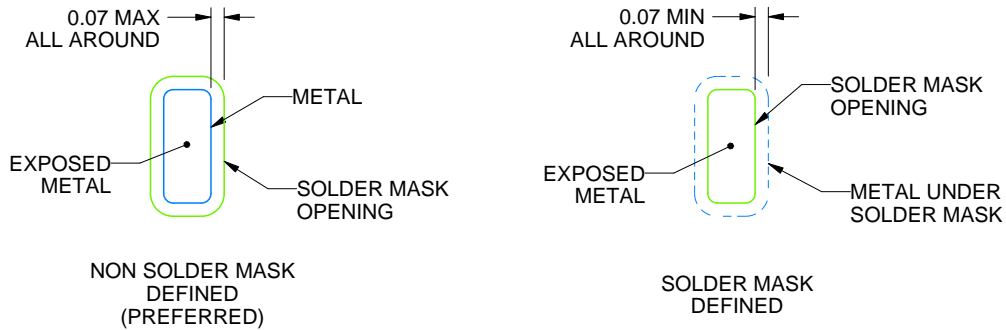 0.07 MAX
ALL AROUND
METAL
EXPOSED
METAL
SOLDER MASK
OPENING
NON SOLDER MASK
DEFINED
(PREFERRED)
0.07 MIN
ALL AROUND
SOLDER MASK
OPENING
EXPOSED
METAL
METAL UNDER
SOLDER MASK
SOLDER MASK
DEFINED